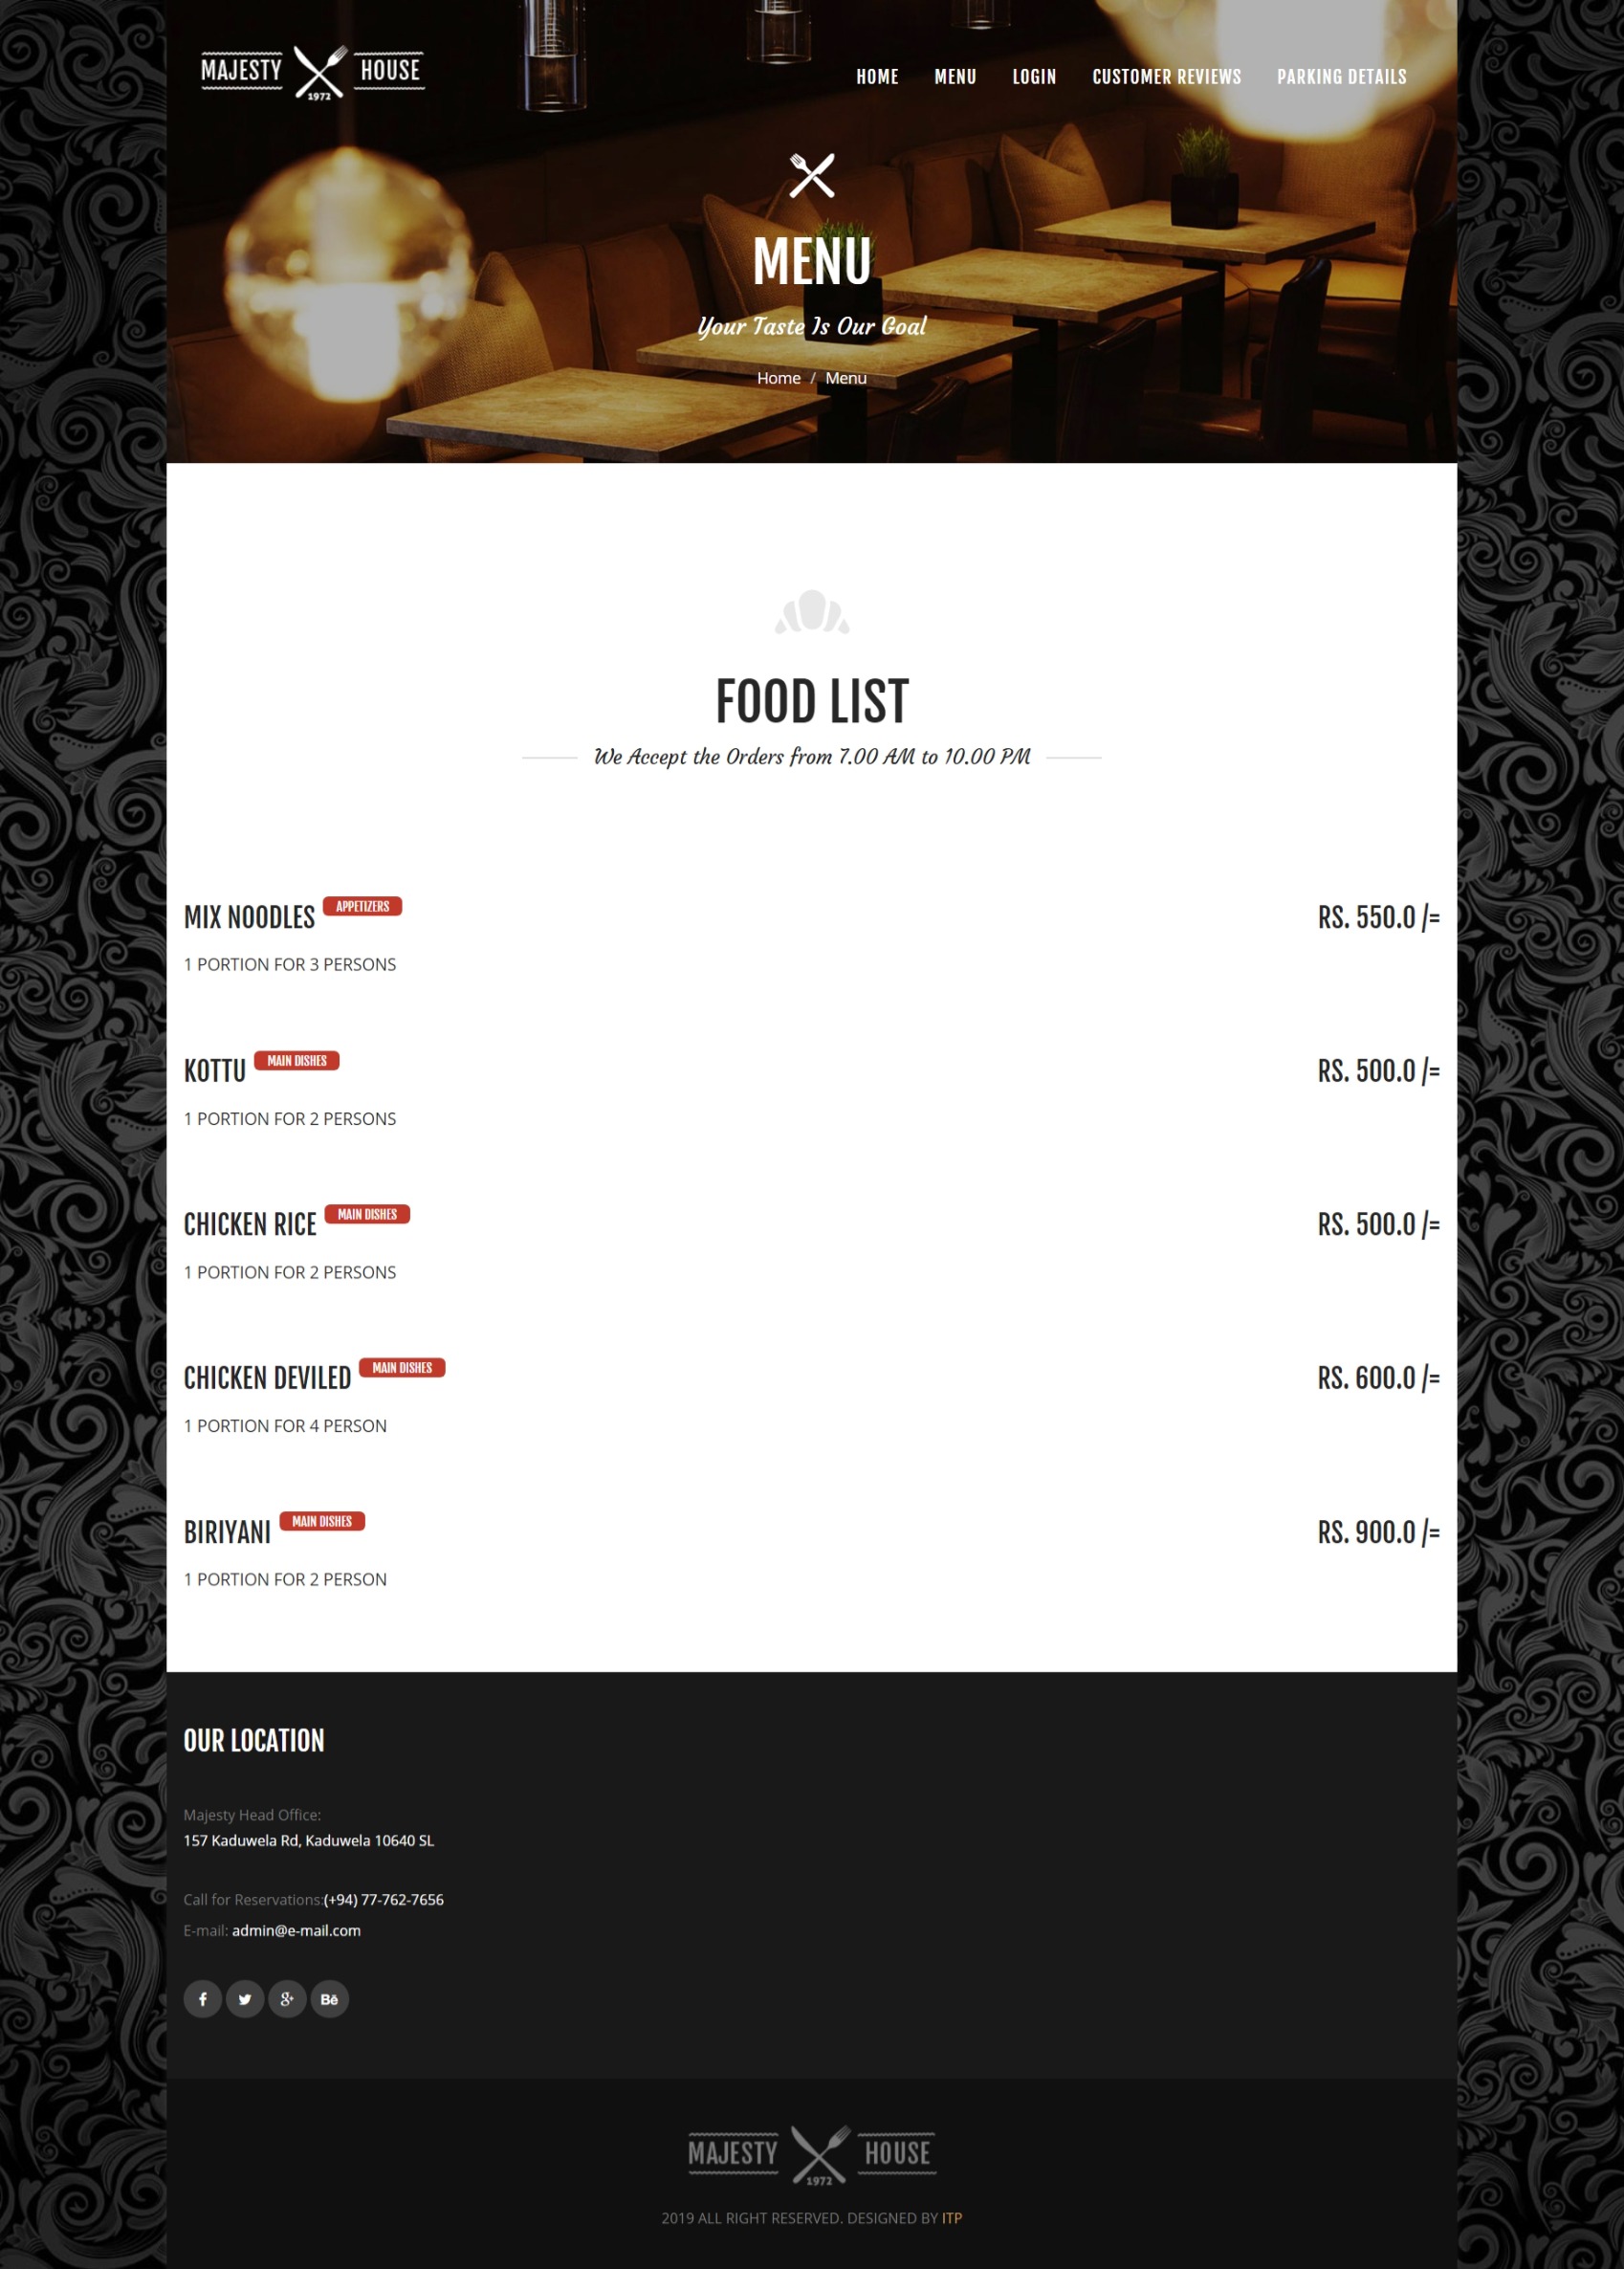 MAJESTY HOUSE
1972
HOME MENU LOGIN CUSTOMER REVIEWS PARKING DETAILS
MENU
Your Taste Is Our Goal
Home / Menu
FOOD LIST
We Accept the Orders from 7.00 AM to 10.00 PM
MIX NOODLES APPETIZERS RS. 550.0 /=
1 PORTION FOR 3 PERSONS
KOTTU MAIN DISHES RS. 500.0 /=
1 PORTION FOR 2 PERSONS
CHICKEN RICE MAIN DISHES RS. 500.0 /=
1 PORTION FOR 2 PERSONS
CHICKEN DEVILED MAIN DISHES RS. 600.0 /=
1 PORTION FOR 4 PERSON
BIRIYANI MAIN DISHES RS. 900.0 /=
1 PORTION FOR 2 PERSON
OUR LOCATION
Majesty Head Office:
157 Kaduwela Rd, Kaduwela 10640 SL
Call for Reservations:(+94) 77-762-7656
E-mail: admin@e-mail.com
f g+ Bē
MAJESTY HOUSE
1972
2019 ALL RIGHT RESERVED. DESIGNED BY ITP